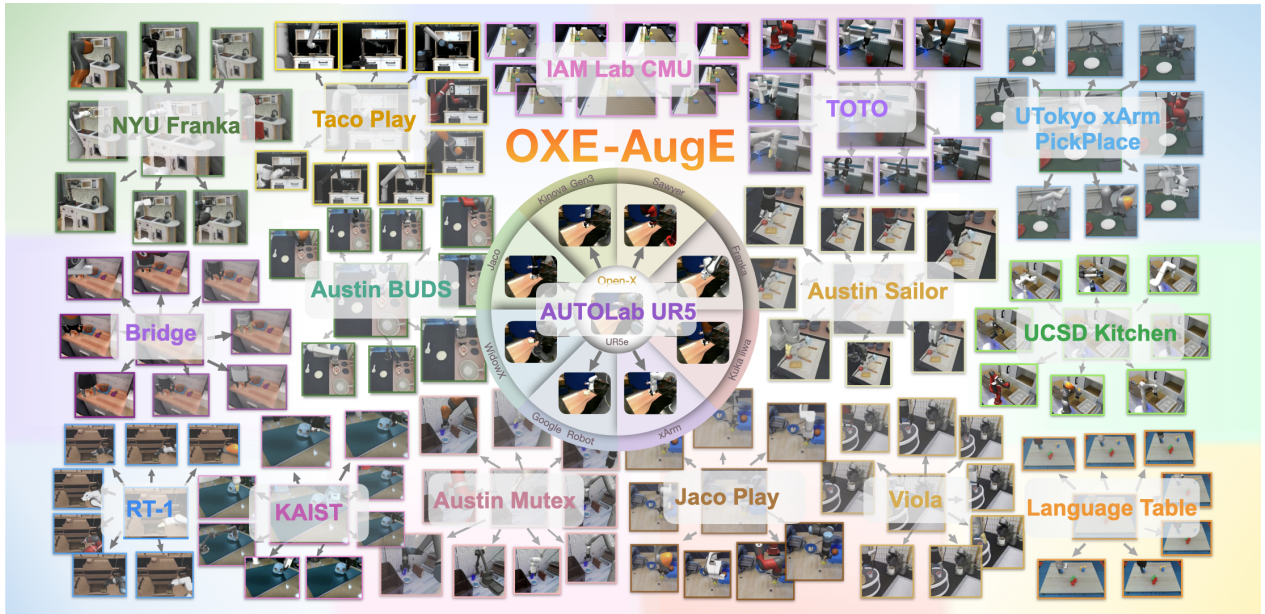 IAM Lab CMU
NYU Franka
Taco Play
TOTO
UTokyo xArm
PickPlace
OXE-AugE
Kinova Gen3
Sawyer
Jaco
Franka
Open-X
AUTOLab UR5
UR5e
WidowX
Kuka iiwa
Google Robot
xArm
Austin BUDS
Austin Sailor
Bridge
UCSD Kitchen
RT-1
KAIST
Austin Mutex
Jaco Play
Viola
Language Table